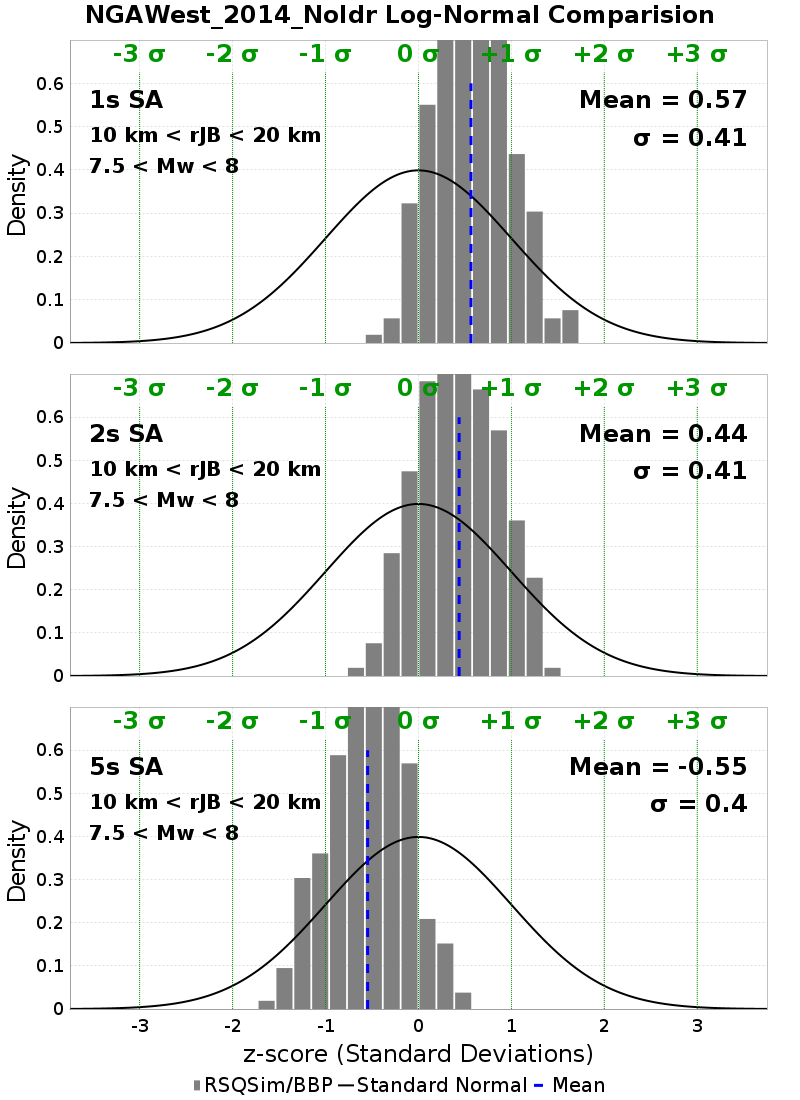 NGAWest_2014_NoIdr Log-Normal Comparision
-3 σ -2 σ -1 σ 0 σ +1 σ +2 σ +3 σ
0.6
1s SA Mean = 0.57
0.5
10 km < rJB < 20 km σ = 0.41
0.4
7.5 < Mw < 8
0.3
0.2
0.1
0
Density
-3 σ -2 σ -1 σ 0 σ +1 σ +2 σ +3 σ
0.6
2s SA Mean = 0.44
0.5
10 km < rJB < 20 km σ = 0.41
0.4
7.5 < Mw < 8
0.3
0.2
0.1
0
Density
-3 σ -2 σ -1 σ 0 σ +1 σ +2 σ +3 σ
0.6
5s SA Mean = -0.55
0.5
10 km < rJB < 20 km σ = 0.4
0.4
7.5 < Mw < 8
0.3
0.2
0.1
0
Density
-3 -2 -1 0 1 2 3
z-score (Standard Deviations)
RSQSim/BBP Standard Normal Mean